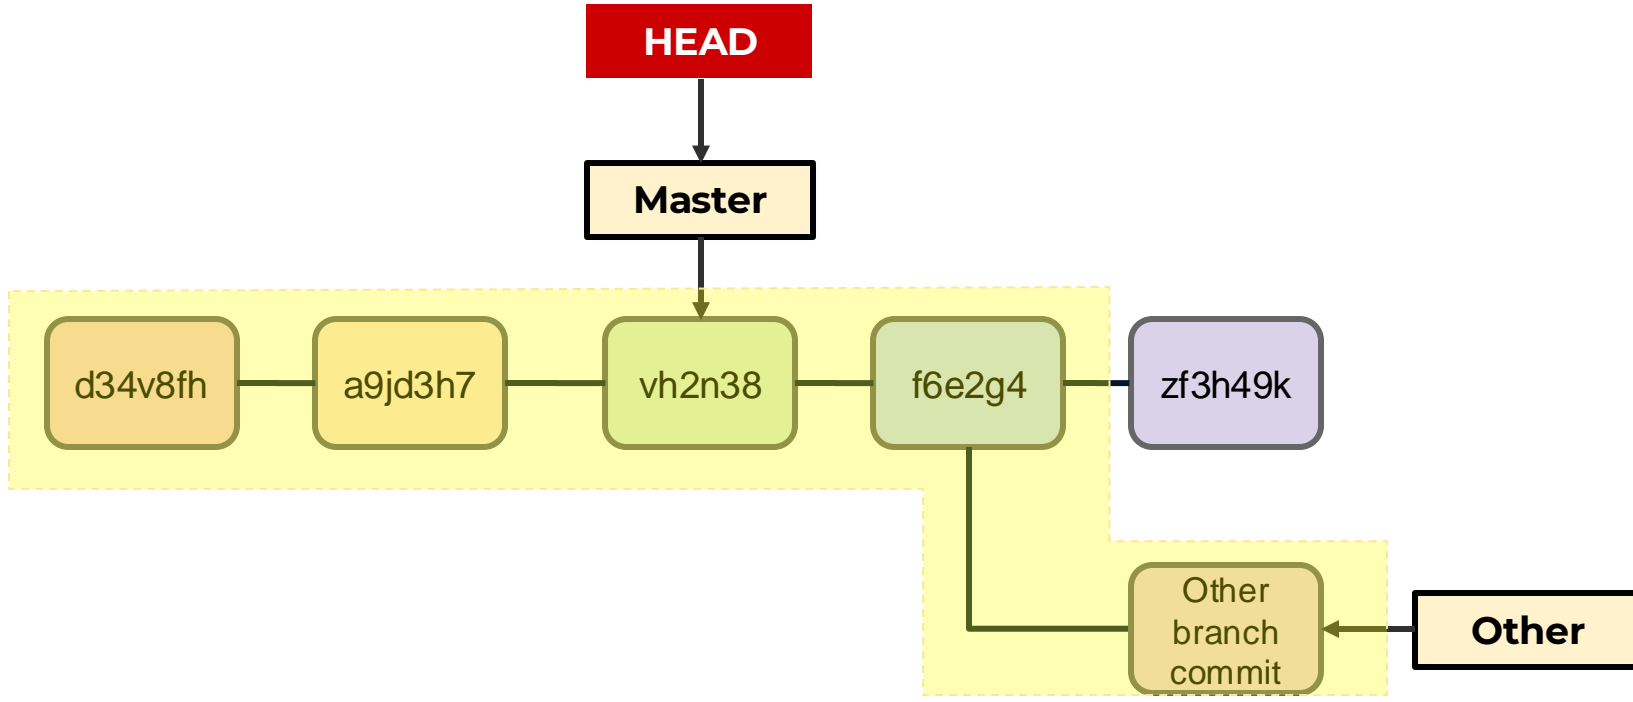 HEAD
Master
d34v8fh
a9jd3h7
vh2n38
f6e2g4
zf3h49k
Other
branch
commit
Other